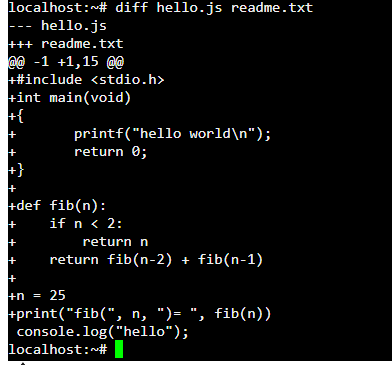 localhost:~# diff hello.js readme.txt
--- hello.js
+++ readme.txt
@@ -1 +1,15 @@
+#include <stdio.h>
+int main(void)
+{
+       printf("hello world\n");
+       return 0;
+}
+
+def fib(n):
+    if n < 2:
+        return n
+    return fib(n-2) + fib(n-1)
+
+n = 25
+print("fib(", n, ")= ", fib(n))
 console.log("hello");
localhost:~#